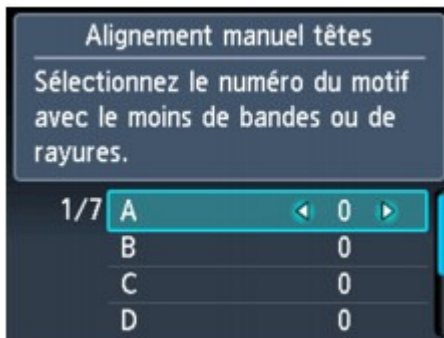 Alignement manuel têtes
Sélectionnez le numéro du motif
avec le moins de bandes ou de
rayures.
1/7 A 0
B 0
C 0
D 0